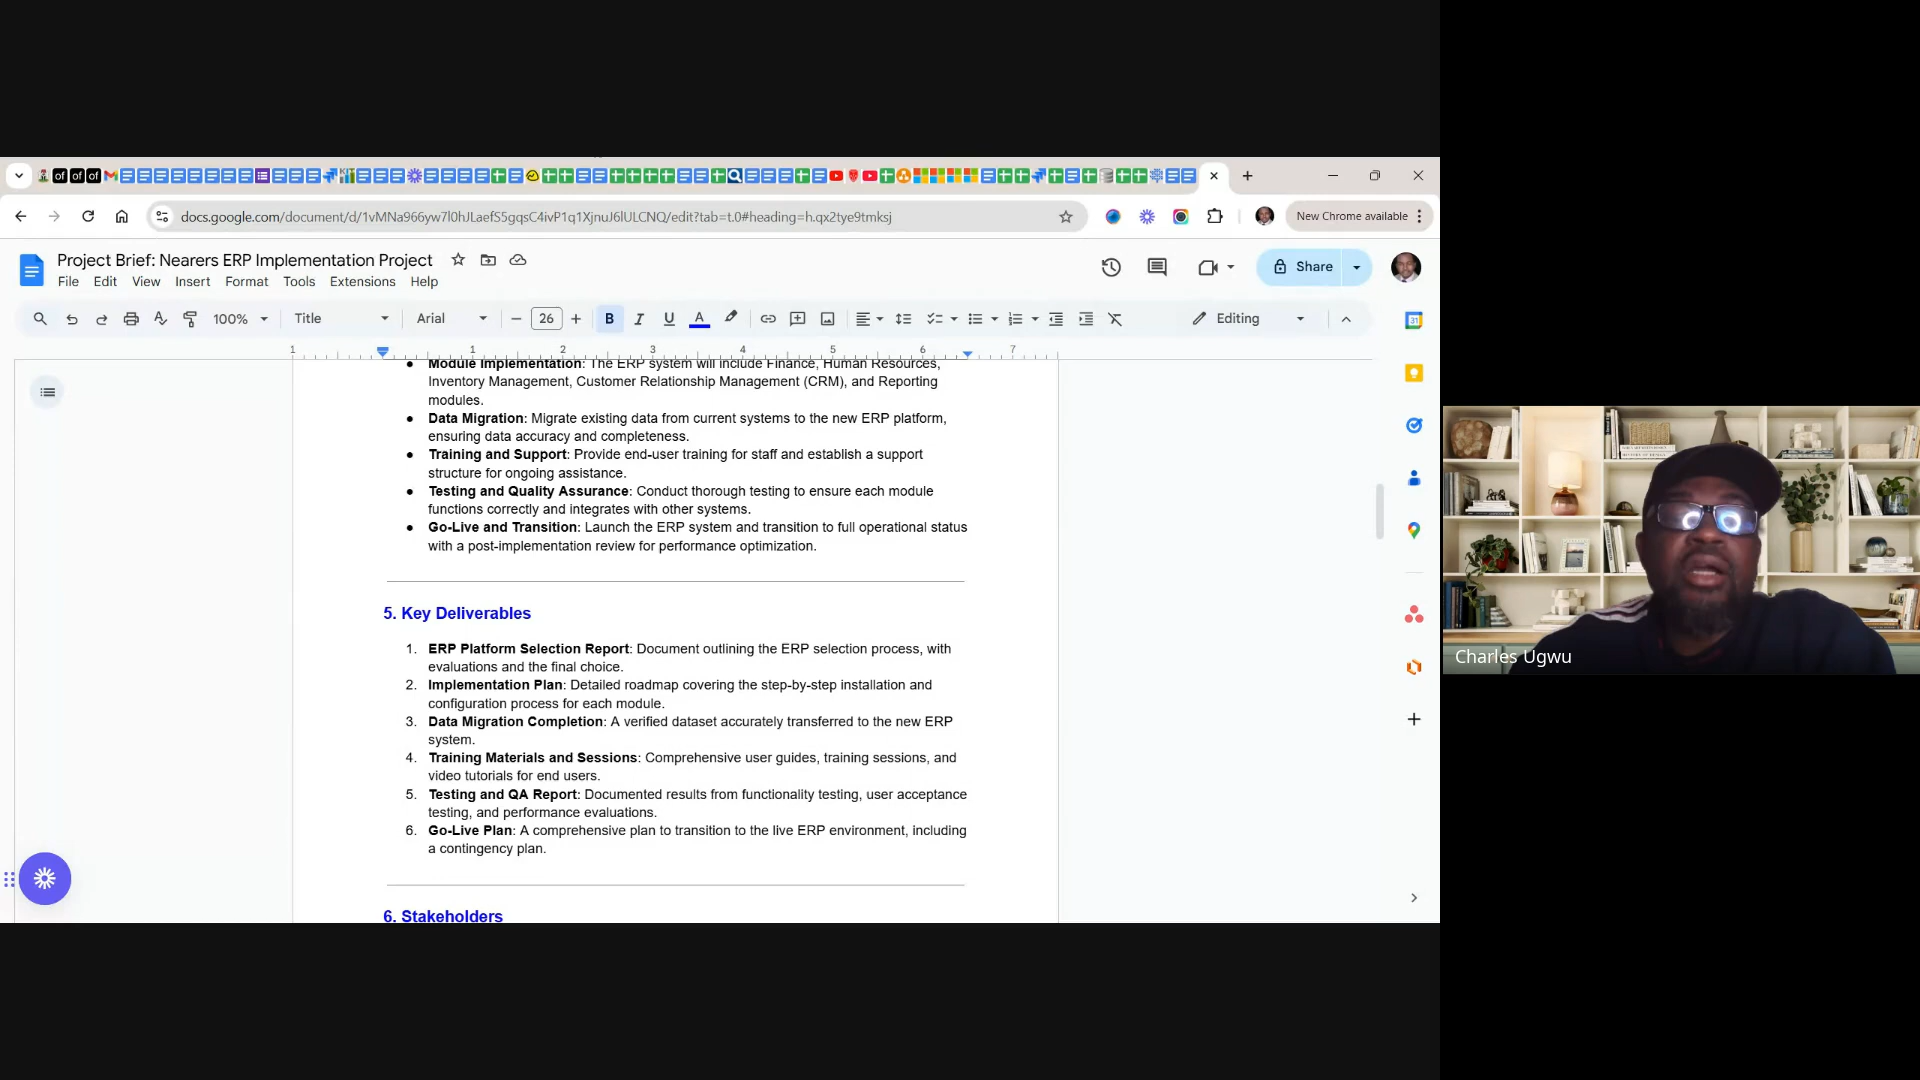 docs.google.com/document/d/1vMNa966yw7l0hJLaefS5gqsC4ivP1q1XjnuJ6lULCNQ/edit?tab=t.0#heading=h.qx2tye9tmksj
New Chrome available
Project Brief: Nearers ERP Implementation Project
File Edit View Insert Format Tools Extensions Help
Share
100% Title Arial 26 B I U A Editing
1 1 2 3 4 5 6 7
● Module Implementation: The ERP system will include Finance, Human Resources,
Inventory Management, Customer Relationship Management (CRM), and Reporting
modules.
● Data Migration: Migrate existing data from current systems to the new ERP platform,
ensuring data accuracy and completeness.
● Training and Support: Provide end-user training for staff and establish a support
structure for ongoing assistance.
● Testing and Quality Assurance: Conduct thorough testing to ensure each module
functions correctly and integrates with other systems.
● Go-Live and Transition: Launch the ERP system and transition to full operational status
with a post-implementation review for performance optimization.
5. Key Deliverables
1. ERP Platform Selection Report: Document outlining the ERP selection process, with
evaluations and the final choice.
2. Implementation Plan: Detailed roadmap covering the step-by-step installation and
configuration process for each module.
3. Data Migration Completion: A verified dataset accurately transferred to the new ERP
system.
4. Training Materials and Sessions: Comprehensive user guides, training sessions, and
video tutorials for end users.
5. Testing and QA Report: Documented results from functionality testing, user acceptance
testing, and performance evaluations.
6. Go-Live Plan: A comprehensive plan to transition to the live ERP environment, including
a contingency plan.
6. Stakeholders
Charles Ugwu